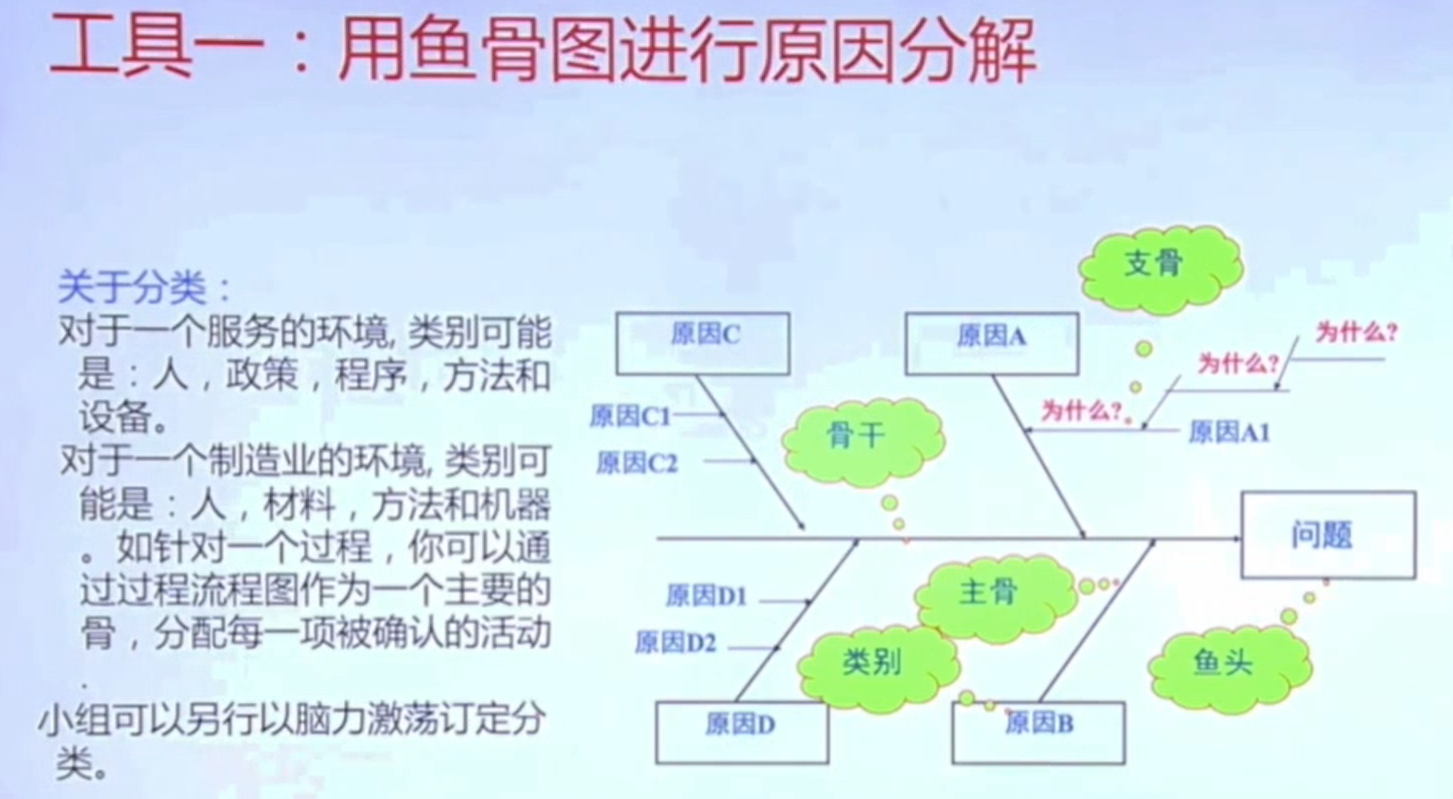 工具一：用鱼骨图进行原因分解
关于分类：
对于一个服务的环境, 类别可能
是：人，政策，程序，方法和
设备。
对于一个制造业的环境, 类别可
能是：人，材料，方法和机器
。如针对一个过程，你可以通
过过程流程图作为一个主要的
骨，分配每一项被确认的活动
.
小组可以另行以脑力激荡订定分
类。
支骨
原因C
原因A
为什么?
为什么?
为什么?
原因A1
原因C1
骨干
原因C2
问题
主骨
原因D1
原因D2
类别
鱼头
原因D
原因B